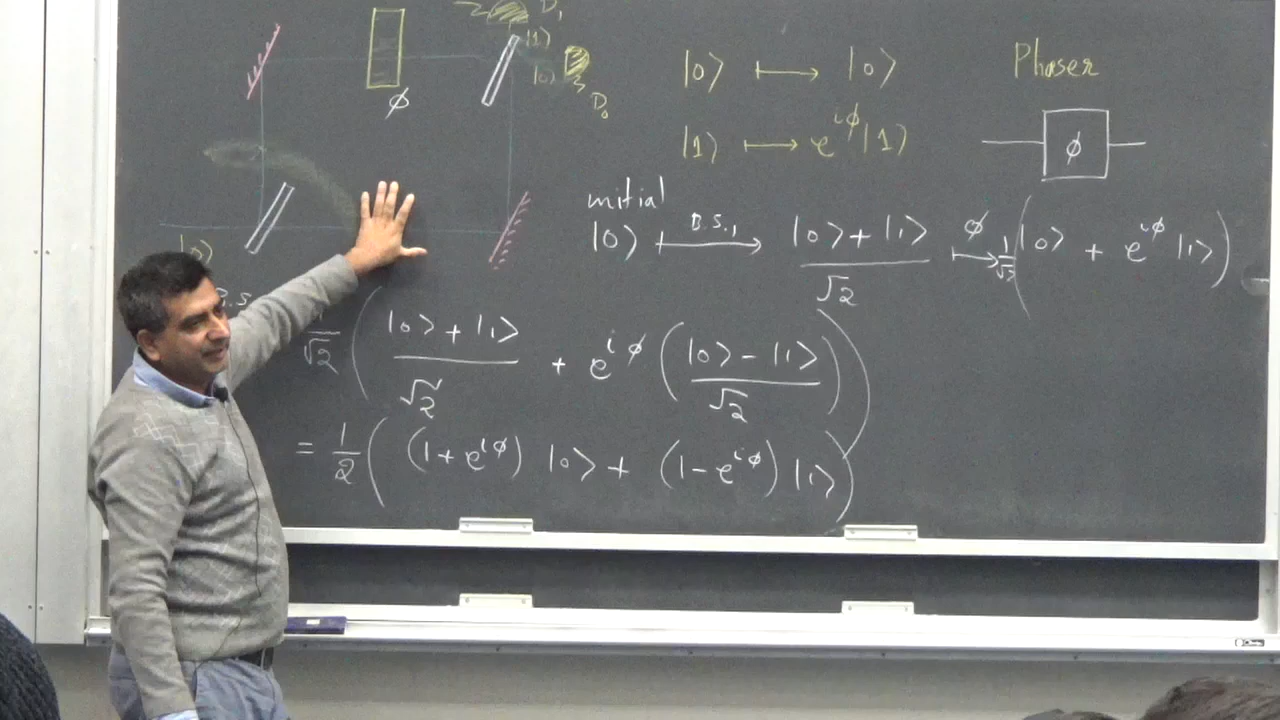 D₁
|1⟩
|0⟩
D₀
ϕ
|0⟩
B.S.
|0⟩ ⟼ |0⟩
|1⟩ ⟼ e^{iϕ}|1⟩
Phaser
ϕ
initial
|0⟩ ⟼^{B.S.₁} (|0⟩+|1⟩)/√2 ⟼^{ϕ} 1/√2 (|0⟩ + e^{iϕ}|1⟩)
/√2 ( (|0⟩+|1⟩)/√2 + e^{iϕ} ( (|0⟩-|1⟩)/√2 ) )
= 1/2 ( (1+e^{iϕ}) |0⟩ + (1-e^{iϕ}) |1⟩ )